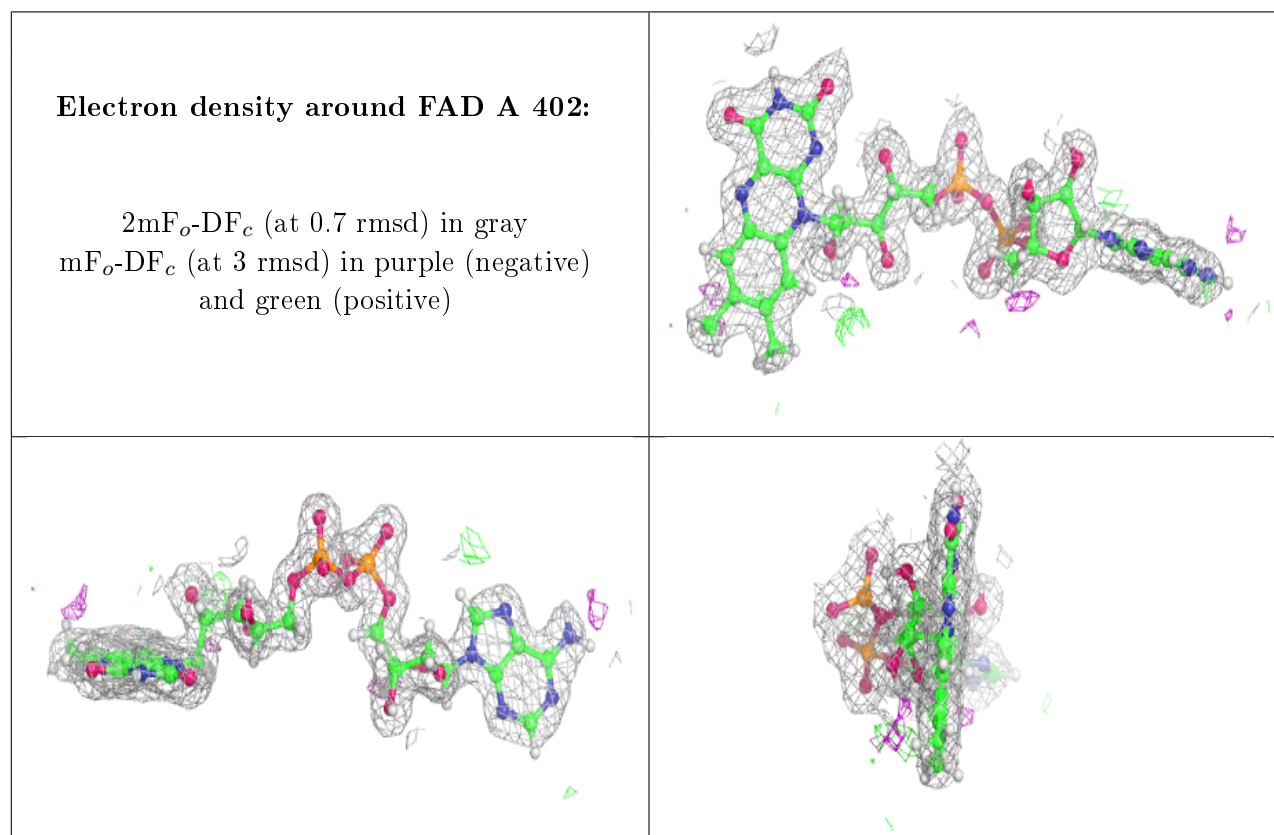 Electron density around FAD A 402:
2mFo-DFc (at 0.7 rmsd) in gray
mFo-DFc (at 3 rmsd) in purple (negative)
and green (positive)